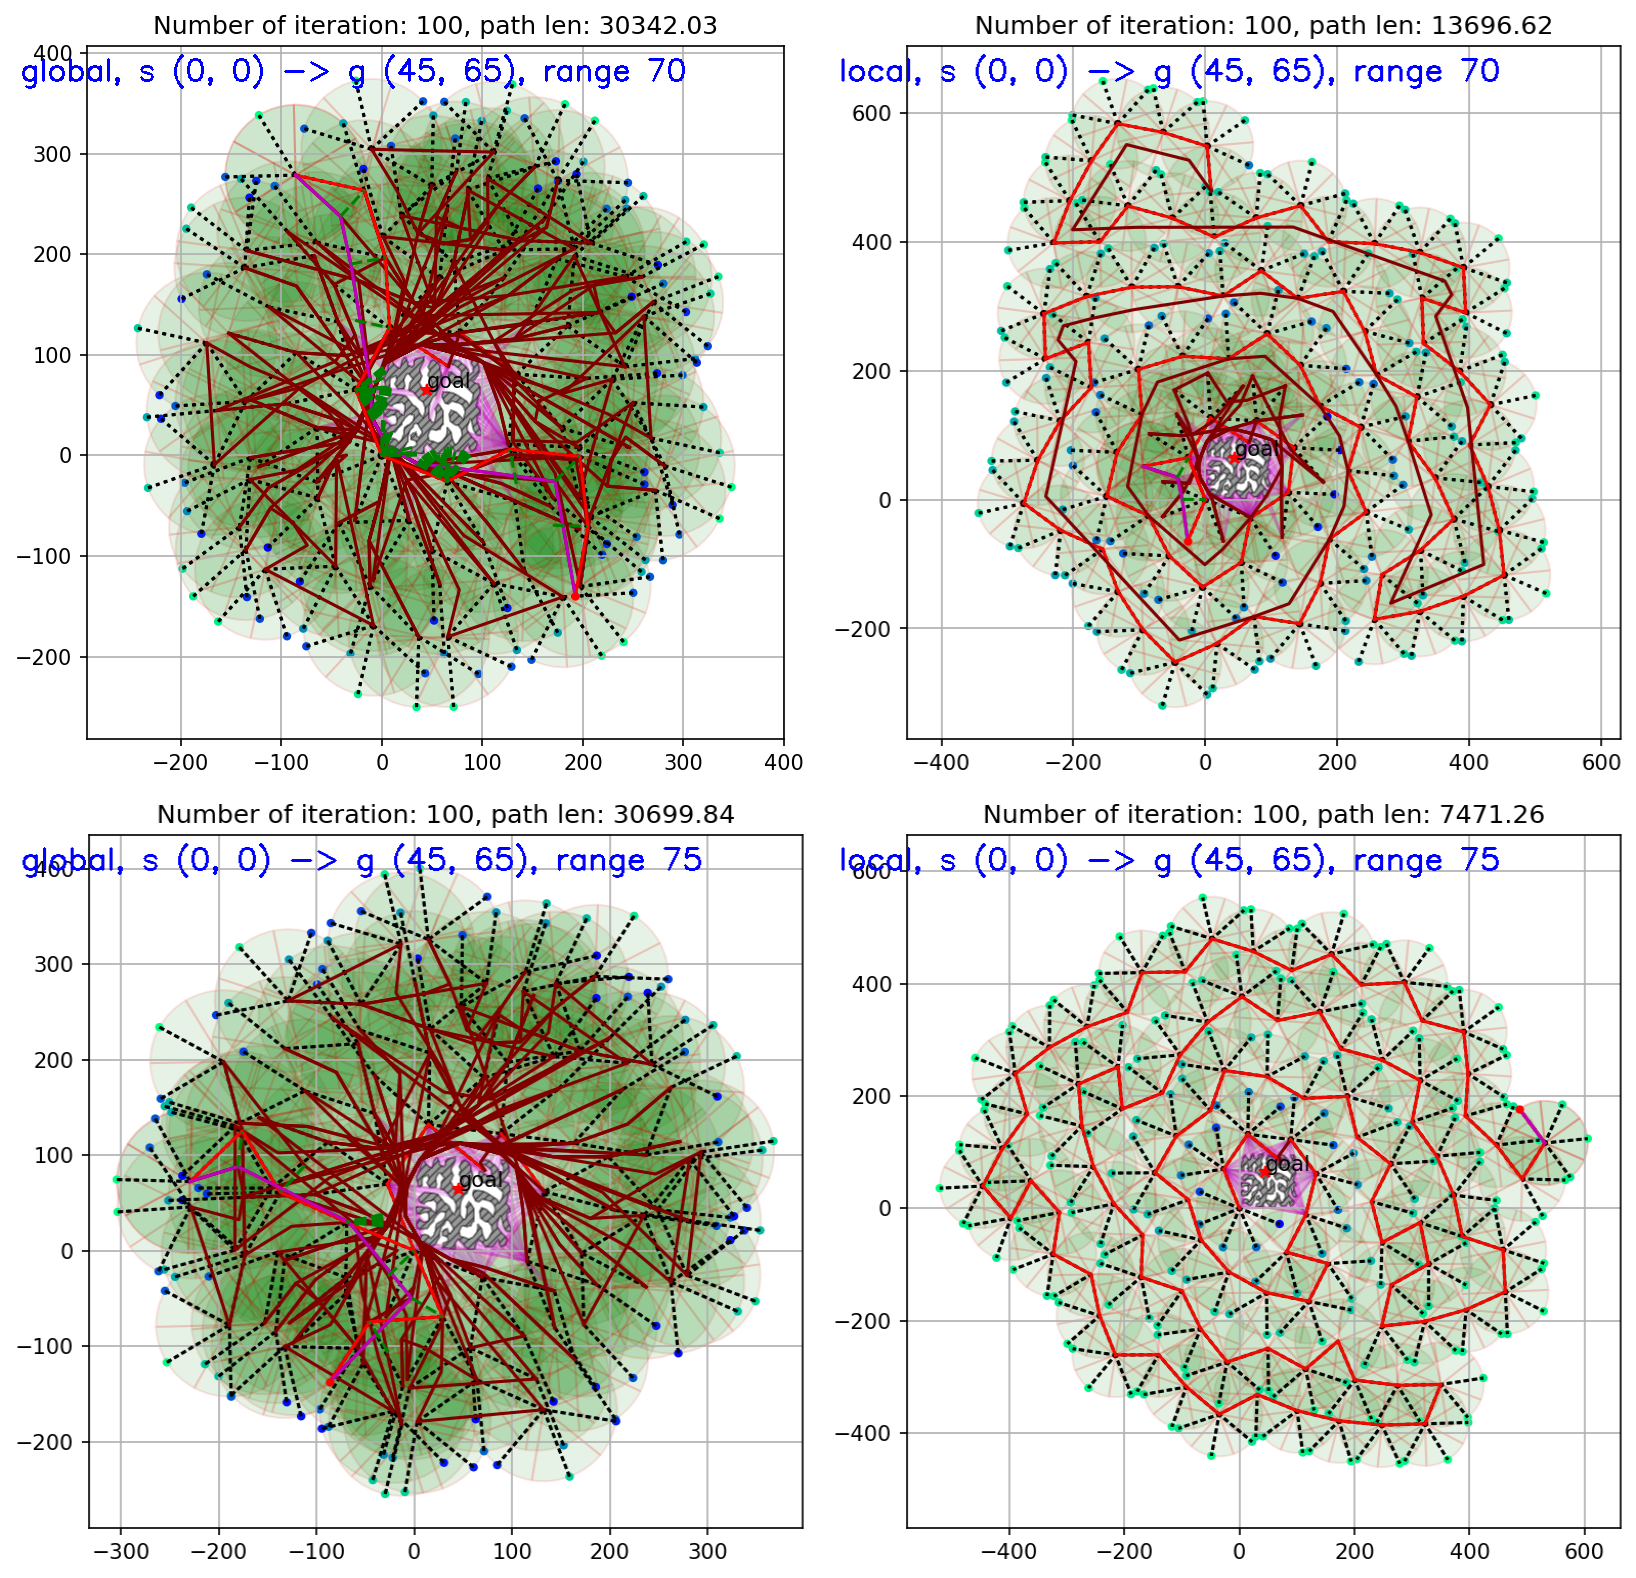 Number of iteration: 100, path len: 30342.03
global, s (0, 0) -> g (45, 65), range 70
400
300
200
100
0
−100
−200
goal
−200 −100 0 100 200 300 400
Number of iteration: 100, path len: 13696.62
local, s (0, 0) -> g (45, 65), range 70
600
400
200
0
−200
goal
−400 −200 0 200 400 600
Number of iteration: 100, path len: 30699.84
global, s (0, 0) -> g (45, 65), range 75
400
300
200
100
0
−100
−200
goal
−300 −200 −100 0 100 200 300
Number of iteration: 100, path len: 7471.26
local, s (0, 0) -> g (45, 65), range 75
600
400
200
0
−200
−400
goal
−400 −200 0 200 400 600